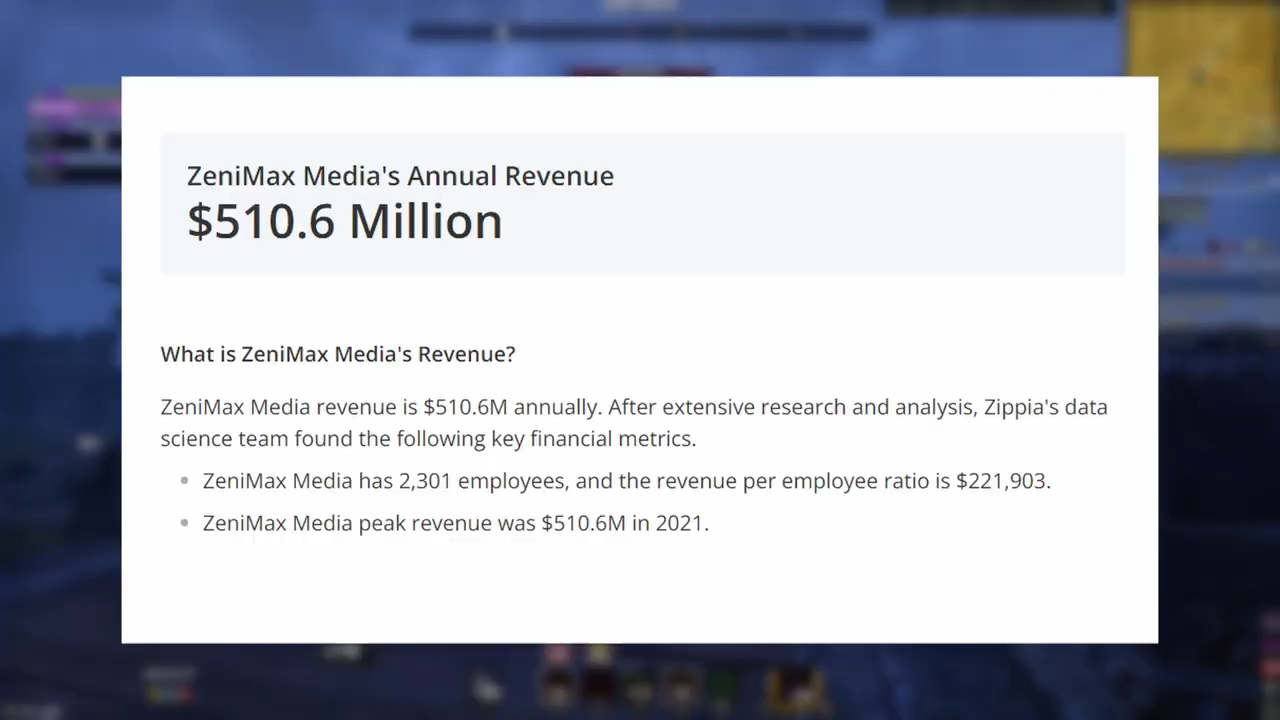 ZeniMax Media's Annual Revenue
$510.6 Million
What is ZeniMax Media's Revenue?
ZeniMax Media revenue is $510.6M annually. After extensive research and analysis, Zippia's data
science team found the following key financial metrics.
ZeniMax Media has 2,301 employees, and the revenue per employee ratio is $221,903.
ZeniMax Media peak revenue was $510.6M in 2021.